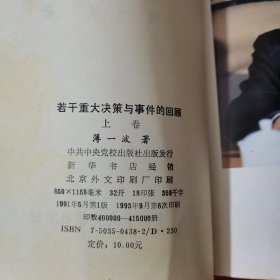 若干重大决策与事件的回顾
上卷
薄一波 著
中共中央党校出版社出版发行
新华书店经销
北京外文印刷厂印刷
850×1168毫米 32开 18印张 389千字
1991年5月第1版 1993年9月第6次印刷
印数400000—415000册
ISBN 7-5035-0438-2/D·230
定价：10.00元